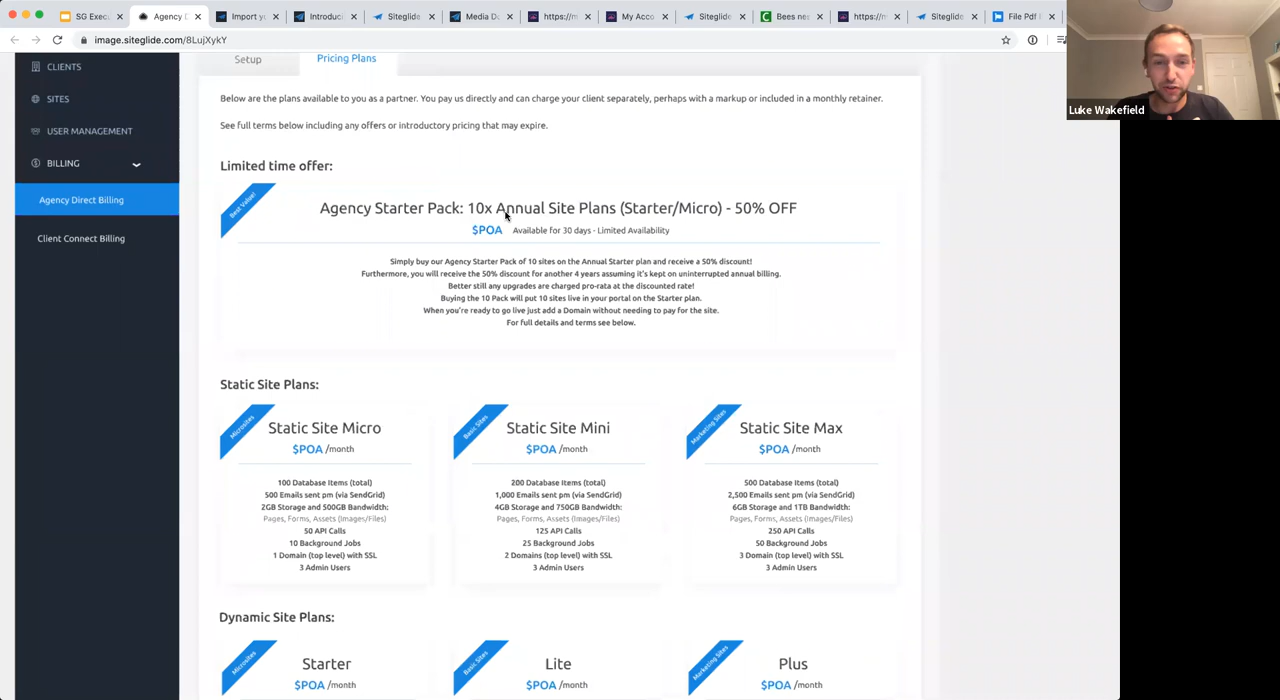 SG Execu
Agency D
Import yo
Introduci
Siteglide
Media Do
https://m
My Acco
Siteglide
Bees nes
https://m
Siteglide
File Pdf I
image.siteglide.com/8LujXykY
Luke Wakefield
CLIENTS
SITES
USER MANAGEMENT
BILLING
Agency Direct Billing
Client Connect Billing
Setup
Pricing Plans
Below are the plans available to you as a partner. You pay us directly and can charge your client separately, perhaps with a markup or included in a monthly retainer.
See full terms below including any offers or introductory pricing that may expire.
Limited time offer:
Best Value!
Agency Starter Pack: 10x Annual Site Plans (Starter/Micro) - 50% OFF
$POA Available for 30 days - Limited Availability
Simply buy our Agency Starter Pack of 10 sites on the Annual Starter plan and receive a 50% discount!
Furthermore, you will receive the 50% discount for another 4 years assuming it's kept on uninterrupted annual billing.
Better still any upgrades are charged pro-rata at the discounted rate!
Buying the 10 Pack will put 10 sites live in your portal on the Starter plan.
When you're ready to go live just add a Domain without needing to pay for the site.
For full details and terms see below.
Static Site Plans:
Microsites
Static Site Micro
$POA /month
100 Database Items (total)
500 Emails sent pm (via SendGrid)
2GB Storage and 500GB Bandwidth:
Pages, Forms, Assets (Images/Files)
50 API Calls
10 Background Jobs
1 Domain (top level) with SSL
3 Admin Users
Basic Sites
Static Site Mini
$POA /month
200 Database Items (total)
1,000 Emails sent pm (via SendGrid)
4GB Storage and 750GB Bandwidth:
Pages, Forms, Assets (Images/Files)
125 API Calls
25 Background Jobs
2 Domains (top level) with SSL
3 Admin Users
Marketing Sites
Static Site Max
$POA /month
500 Database Items (total)
2,500 Emails sent pm (via SendGrid)
6GB Storage and 1TB Bandwidth:
Pages, Forms, Assets (Images/Files)
250 API Calls
50 Background Jobs
3 Domain (top level) with SSL
3 Admin Users
Dynamic Site Plans:
Microsites
Starter
$POA /month
Basic Sites
Lite
$POA /month
Marketing Sites
Plus
$POA /month